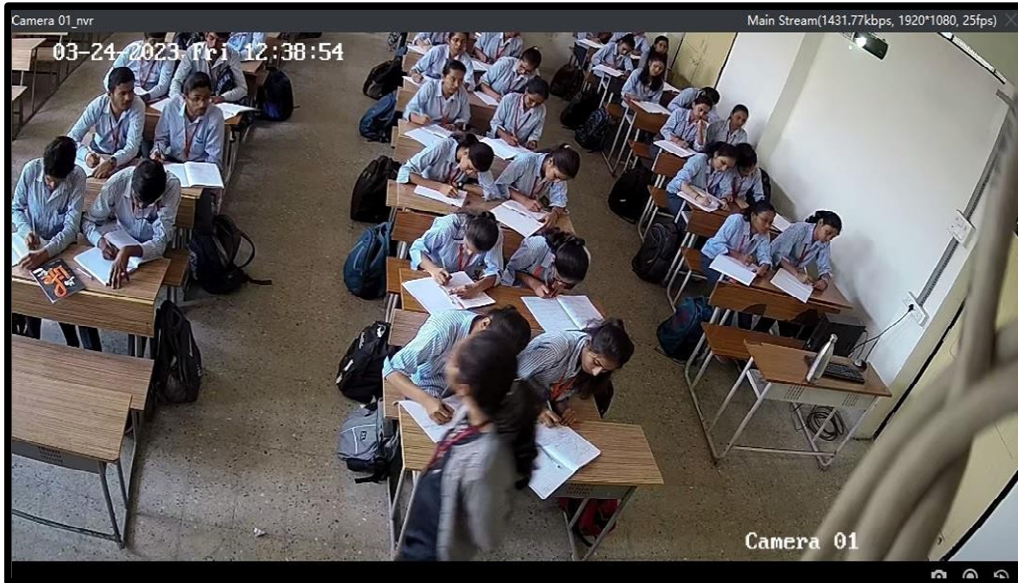 Camera 01_nvr
Main Stream(1431.77kbps, 1920*1080, 25fps)
03-24-2023 Fri 12:38:54
Camera 01